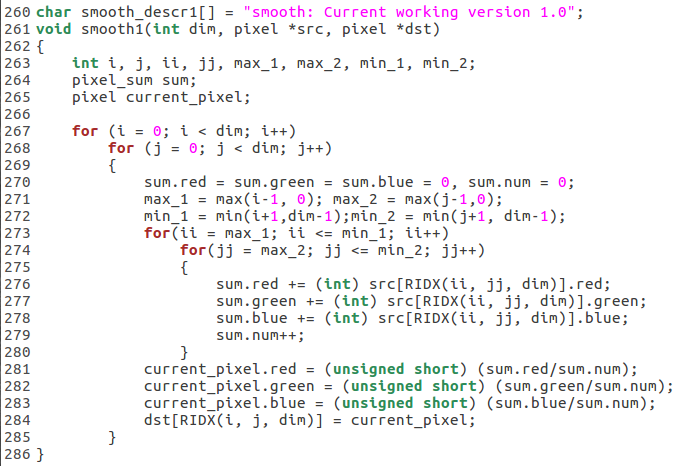 260 char smooth_descr1[] = "smooth: Current working version 1.0";
261 void smooth1(int dim, pixel *src, pixel *dst)
262 {
263     int i, j, ii, jj, max_1, max_2, min_1, min_2;
264     pixel_sum sum;
265     pixel current_pixel;
266
267     for (i = 0; i < dim; i++)
268         for (j = 0; j < dim; j++)
269         {
270             sum.red = sum.green = sum.blue = 0, sum.num = 0;
271             max_1 = max(i-1, 0); max_2 = max(j-1,0);
272             min_1 = min(i+1,dim-1);min_2 = min(j+1, dim-1);
273             for(ii = max_1; ii <= min_1; ii++)
274                 for(jj = max_2; jj <= min_2; jj++)
275                 {
276                     sum.red += (int) src[RIDX(ii, jj, dim)].red;
277                     sum.green += (int) src[RIDX(ii, jj, dim)].green;
278                     sum.blue += (int) src[RIDX(ii, jj, dim)].blue;
279                     sum.num++;
280                 }
281             current_pixel.red = (unsigned short) (sum.red/sum.num);
282             current_pixel.green = (unsigned short) (sum.green/sum.num);
283             current_pixel.blue = (unsigned short) (sum.blue/sum.num);
284             dst[RIDX(i, j, dim)] = current_pixel;
285         }
286 }